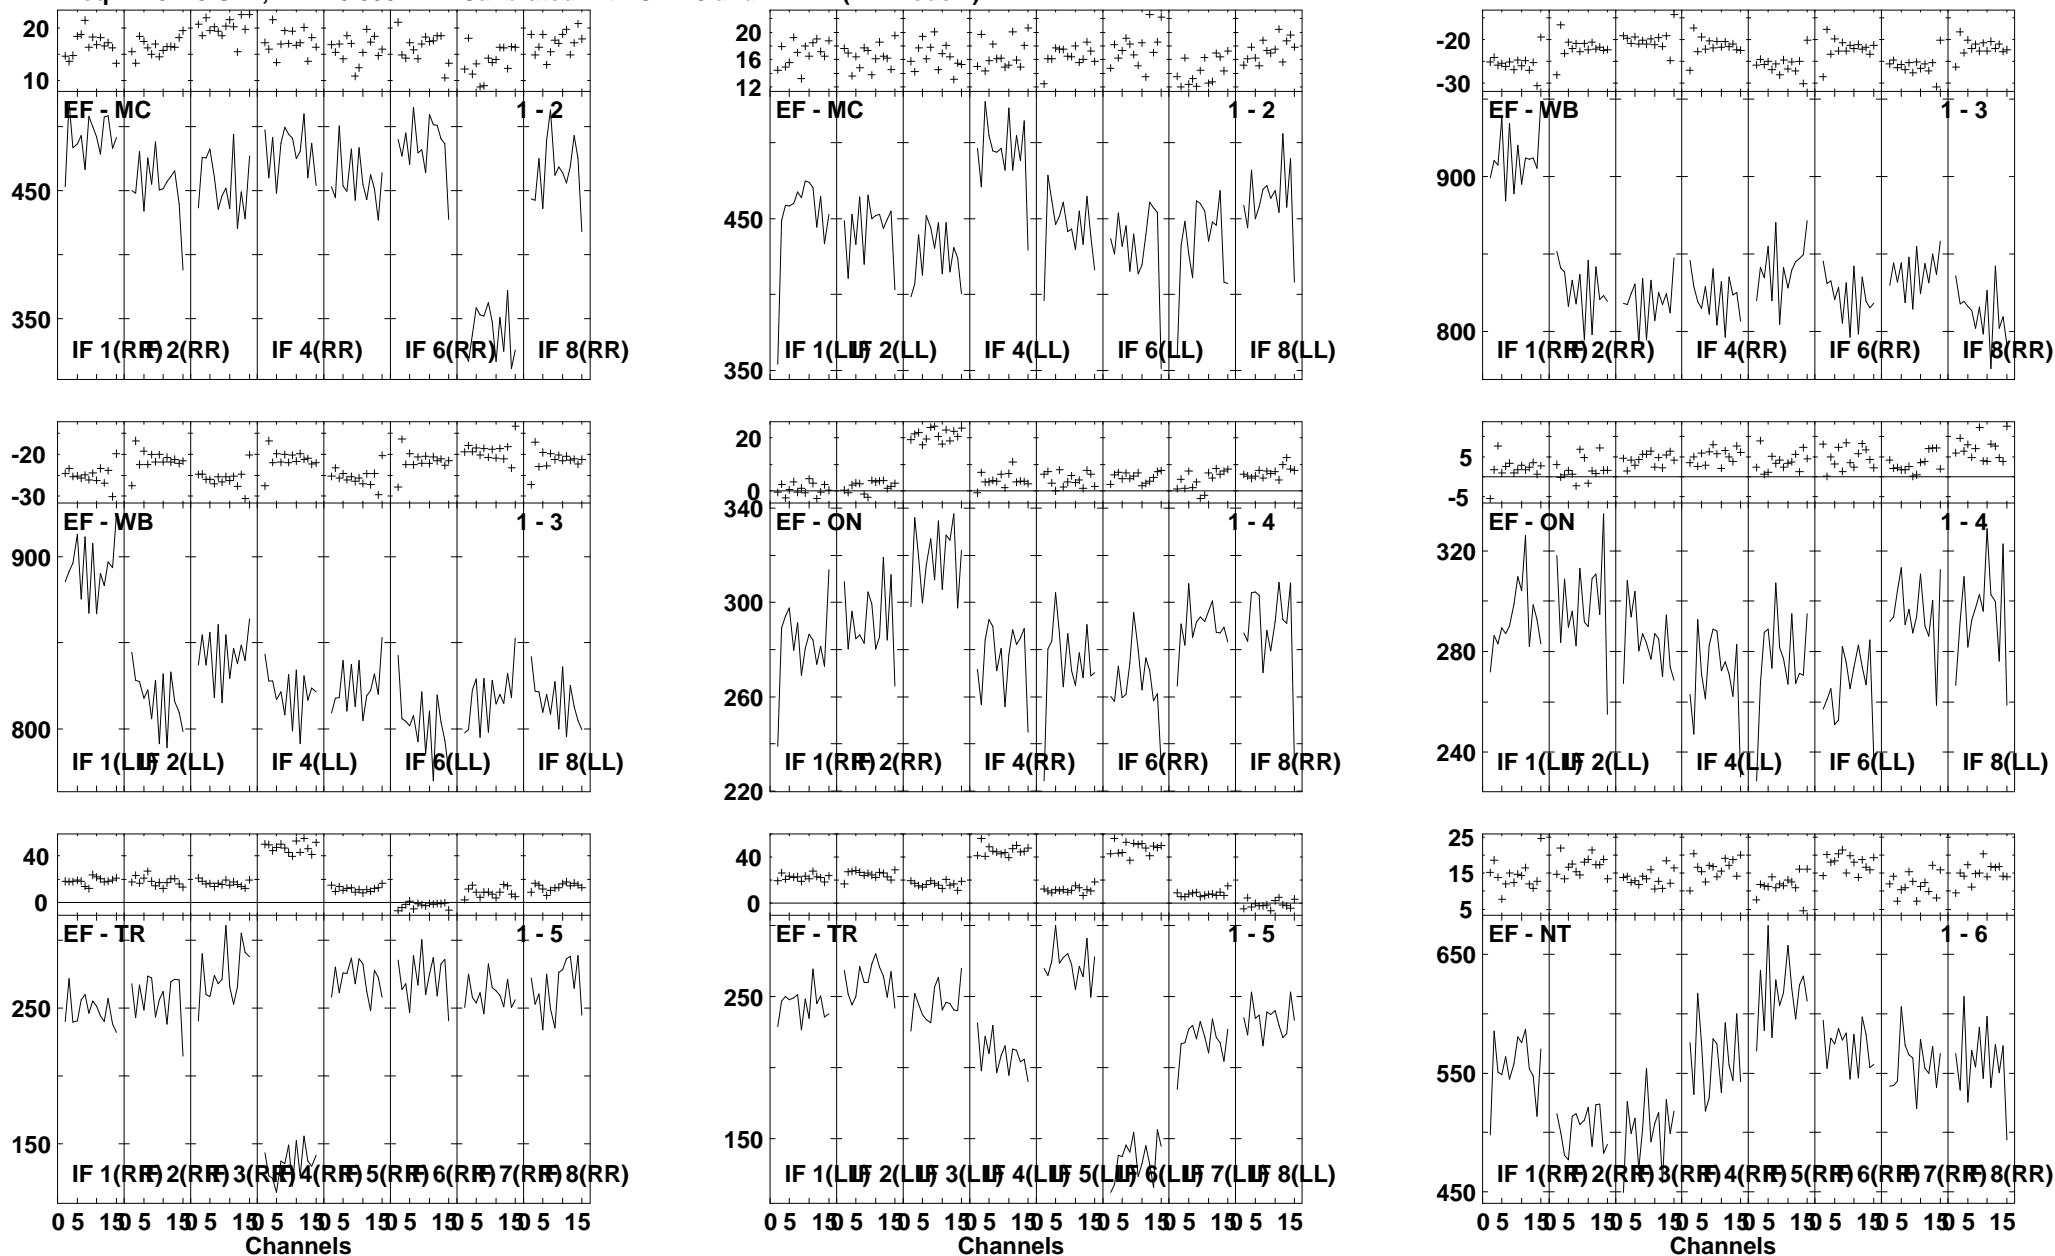 20
10
EF - MC 1 - 2
450
350
IF 1(RR) IF 2(RR) IF 4(RR) IF 6(RR) IF 8(RR)
20
18
16
14
12
EF - MC 1 - 2
450
350
IF 1(LL) IF 2(LL) IF 4(LL) IF 6(LL) IF 8(LL)
-20
-30
EF - WB 1 - 3
900
800
IF 1(RR) IF 2(RR) IF 4(RR) IF 6(RR) IF 8(RR)
-20
-30
EF - WB 1 - 3
900
800
IF 1(LL) IF 2(LL) IF 4(LL) IF 6(LL) IF 8(LL)
20
0
340
EF - ON 1 - 4
300
260
220
IF 1(RR) IF 2(RR) IF 4(RR) IF 6(RR) IF 8(RR)
5
-5
EF - ON 1 - 4
320
280
240
IF 1(LL) IF 2(LL) IF 4(LL) IF 6(LL) IF 8(LL)
40
0
EF - TR 1 - 5
250
150
IF 1(RR) IF 2(RR) IF 3(RR) IF 4(RR) IF 5(RR) IF 6(RR) IF 7(RR) IF 8(RR)
0 5 15 0 5 15 0 5 15 0 5 15 0 5 15 0 5 15 0 5 15 0 5 15
Channels
40
0
EF - TR 1 - 5
250
150
IF 1(LL) IF 2(LL) IF 3(LL) IF 4(LL) IF 5(LL) IF 6(LL) IF 7(LL) IF 8(LL)
0 5 15 0 5 15 0 5 15 0 5 15 0 5 15 0 5 15 0 5 15 0 5 15
Channels
25
15
5
EF - NT 1 - 6
650
550
450
IF 1(RR) IF 2(RR) IF 3(RR) IF 4(RR) IF 5(RR) IF 6(RR) IF 7(RR) IF 8(RR)
0 5 15 0 5 15 0 5 15 0 5 15 0 5 15 0 5 15 0 5 15 0 5 15